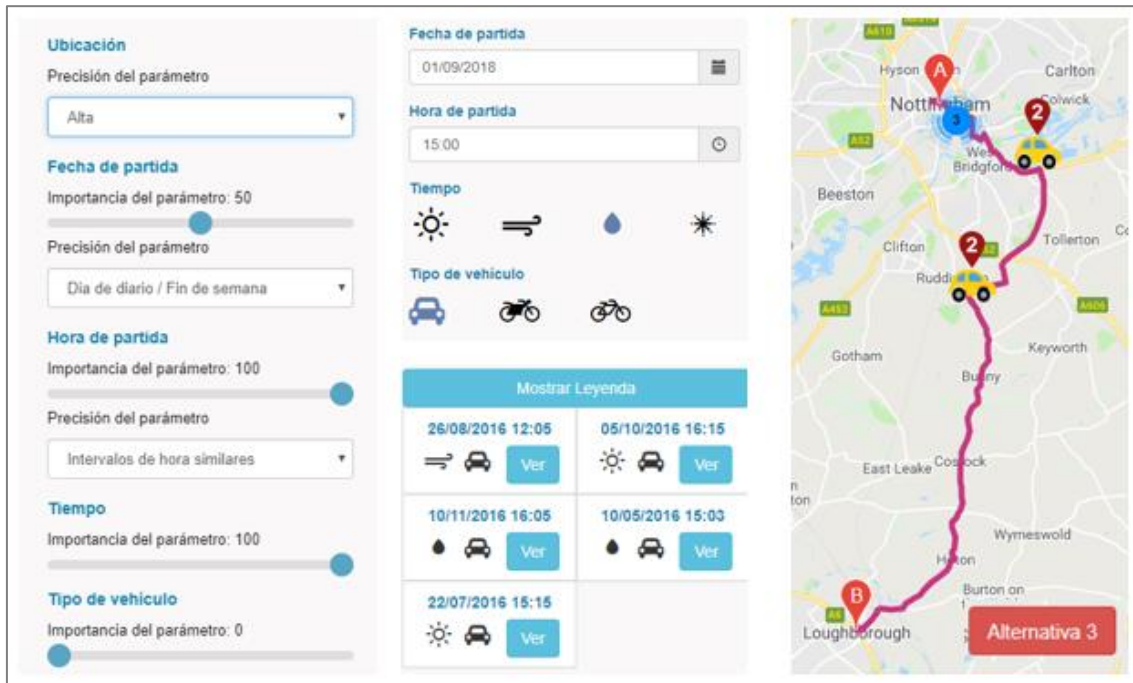 Ubicación
Precisión del parámetro
Alta
Fecha de partida
Importancia del parámetro: 50
Precisión del parámetro
Dia de diario / Fin de semana
Hora de partida
Importancia del parámetro: 100
Precisión del parámetro
Intervalos de hora similares
Tiempo
Importancia del parámetro: 100
Tipo de vehículo
Importancia del parámetro: 0
Fecha de partida
01/09/2018
Hora de partida
15:00
Tiempo
Tipo de vehículo
Mostrar Leyenda
26/08/2016 12:05
05/10/2016 16:15
Ver
Ver
10/11/2016 16:05
10/05/2016 15:03
Ver
Ver
22/07/2016 15:15
Ver
A610
Hyson
A
Carlton
Nottingham
Colwick
3
2
A52
West
Bridgford
Beeston
Clifton
2
Tollerton
A453
A606
Gotham
Keyworth
Bunny
East Leake
Wymeswold
Burton on
B
A6
Loughborough
Alternativa 3